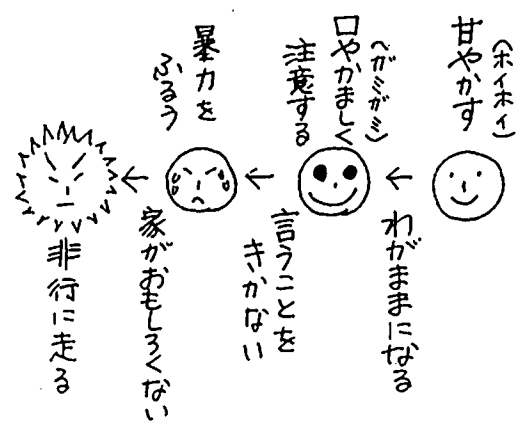 (ホイホイ)
甘やかす
わがままになる
(ガミガミ)
口やかましく
注意する
言うことを
きかない
暴力を
ふるう
家がおもしろくない
非行に走る